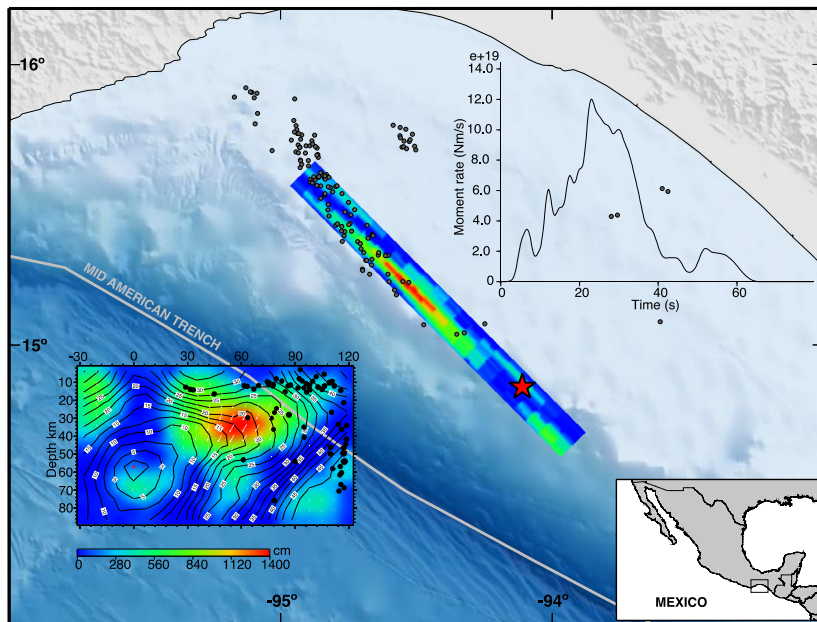 16°
15°
-95°
-94°
e+19
14.0
12.0
10.0
8.0
6.0
4.0
2.0
0
Moment rate (Nm/s)
0 20 40 60
Time (s)
MID AMERICAN TRENCH
-30 0 30 60 90 120
10
20
30
40
50
60
70
80
Depth km
cm
0 280 560 840 1120 1400
MEXICO